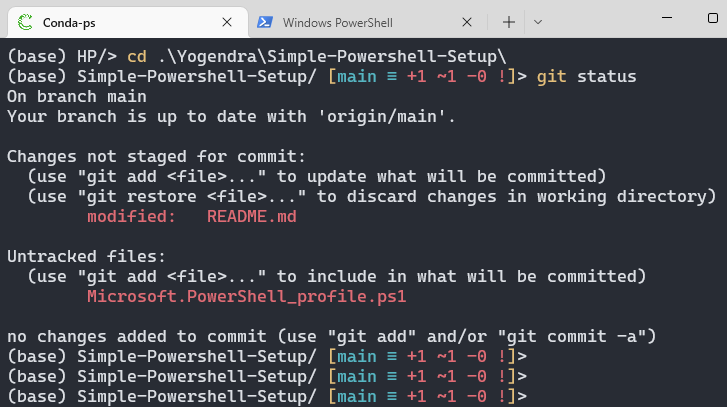 Conda-ps
Windows PowerShell
(base) HP/> cd .\Yogendra\Simple-Powershell-Setup\
(base) Simple-Powershell-Setup/ [main ≡ +1 ~1 -0 !]> git status
On branch main
Your branch is up to date with 'origin/main'.
Changes not staged for commit:
(use "git add <file>..." to update what will be committed)
(use "git restore <file>..." to discard changes in working directory)
modified: README.md
Untracked files:
(use "git add <file>..." to include in what will be committed)
Microsoft.PowerShell_profile.ps1
no changes added to commit (use "git add" and/or "git commit -a")
(base) Simple-Powershell-Setup/ [main ≡ +1 ~1 -0 !]>
(base) Simple-Powershell-Setup/ [main ≡ +1 ~1 -0 !]>
(base) Simple-Powershell-Setup/ [main ≡ +1 ~1 -0 !]>